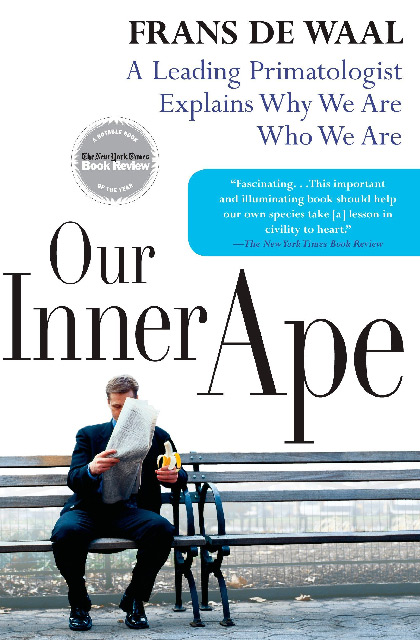 FRANS DE WAAL
A Leading Primatologist
Explains Why We Are
Who We Are
A NOTABLE BOOK
The New York Times
Book Review
OF THE YEAR
“Fascinating. . .This important
and illuminating book should help
our own species take [a] lesson in
civility to heart.”
—The New York Times Book Review
Our
Inner Ape